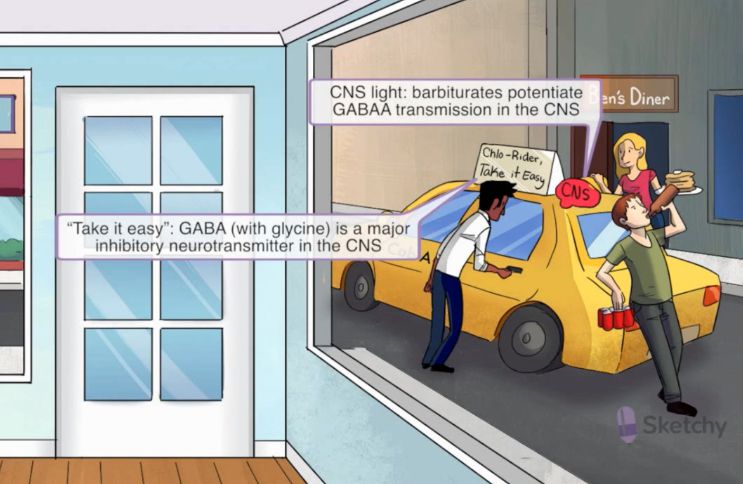 CNS light: barbiturates potentiate
GABAA transmission in the CNS
en's Diner
Chlo-Rider,
Take it Easy
CNS
"Take it easy": GABA (with glycine) is a major
inhibitory neurotransmitter in the CNS
Sketchy